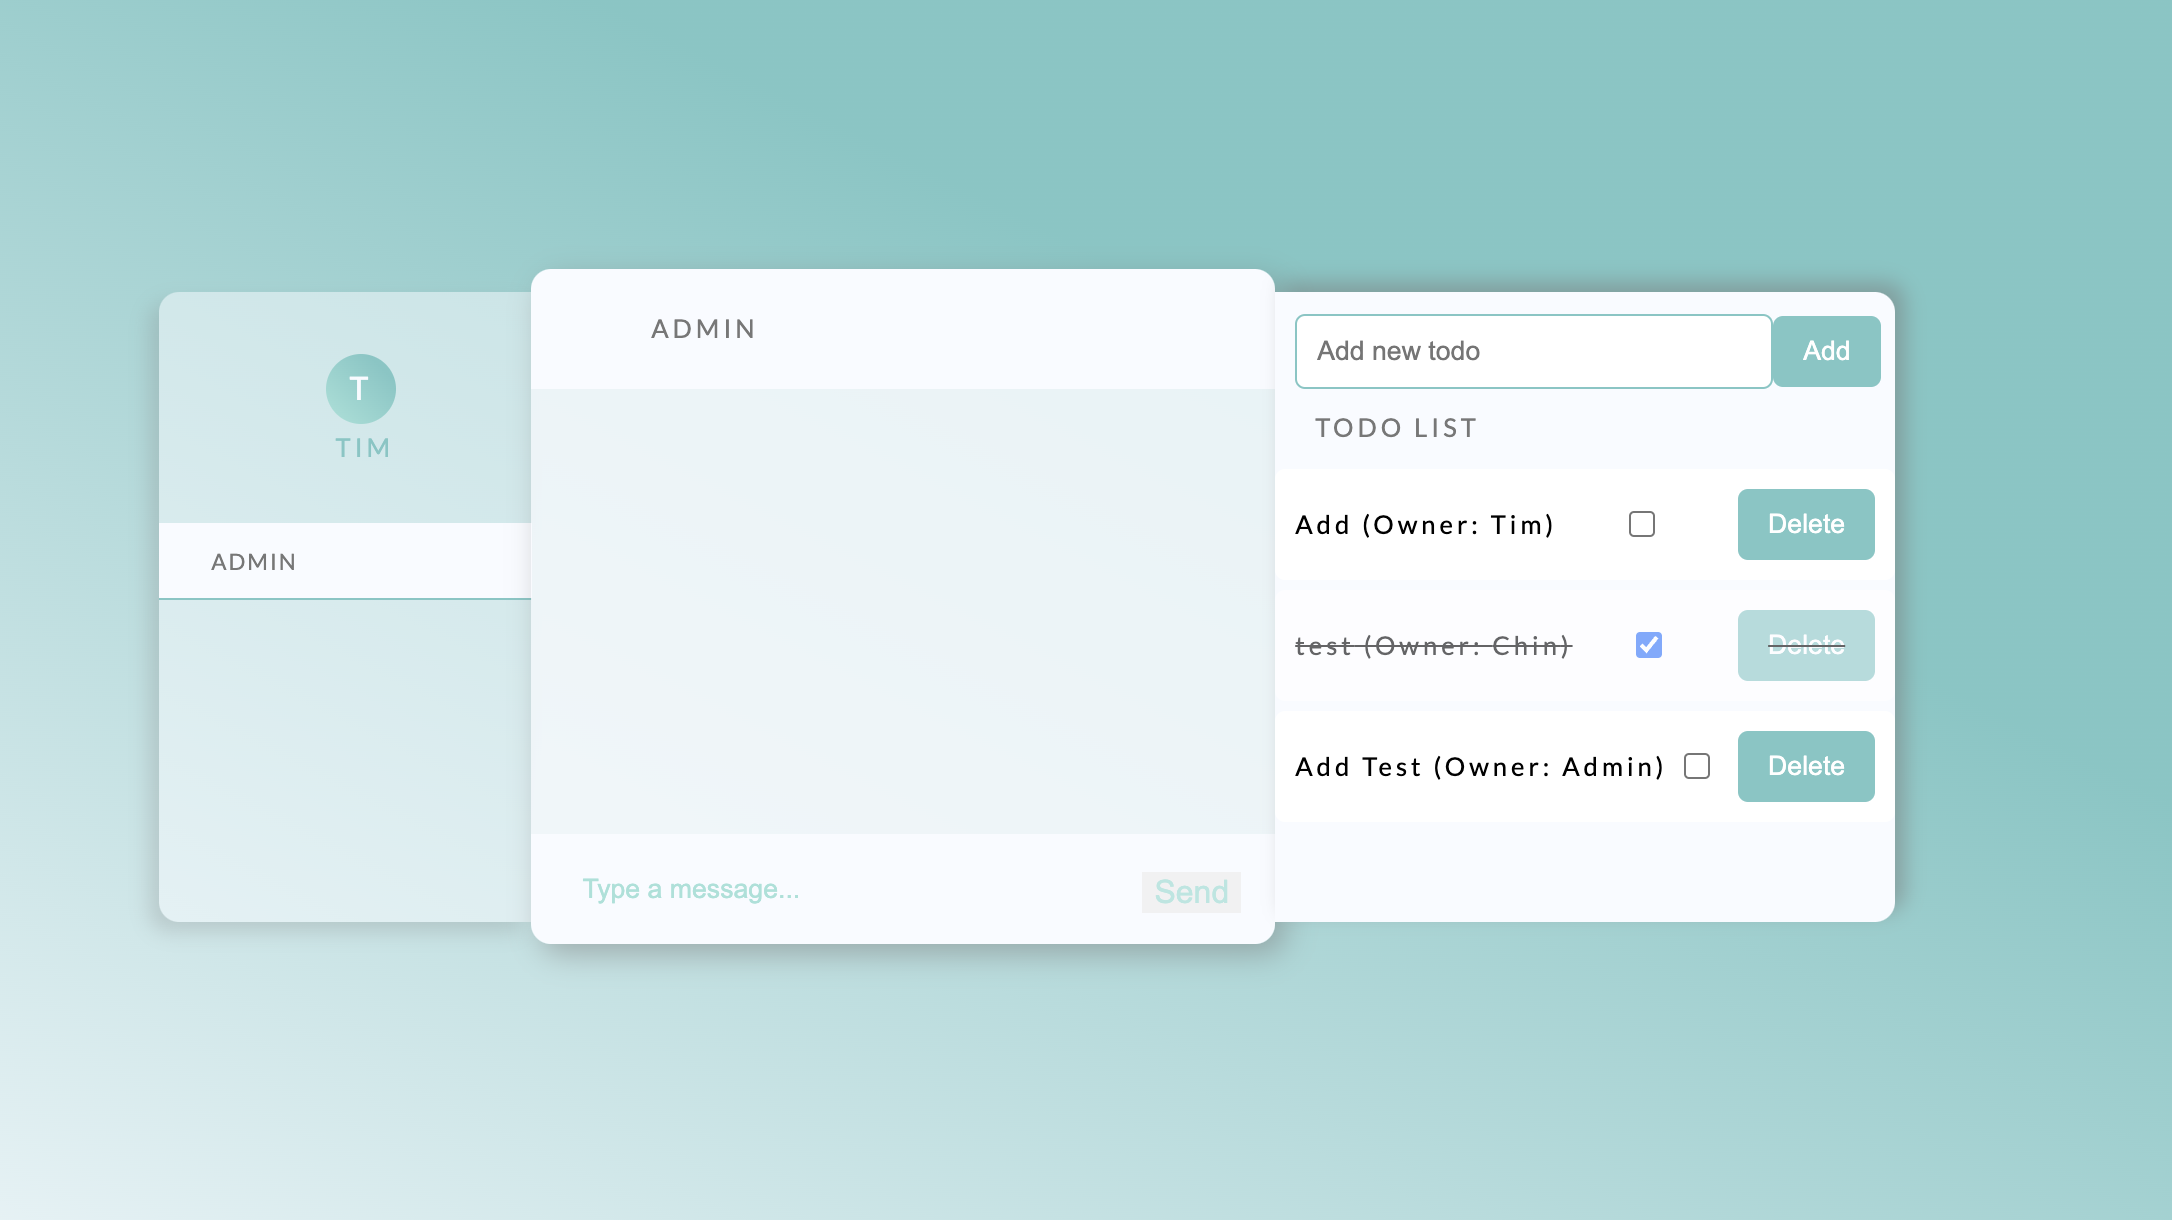 T
TIM
ADMIN
ADMIN
Type a message...
Send
Add new todo
Add
TODO LIST
Add (Owner: Tim)
Delete
test (Owner: Chin)
Delete
Add Test (Owner: Admin)
Delete